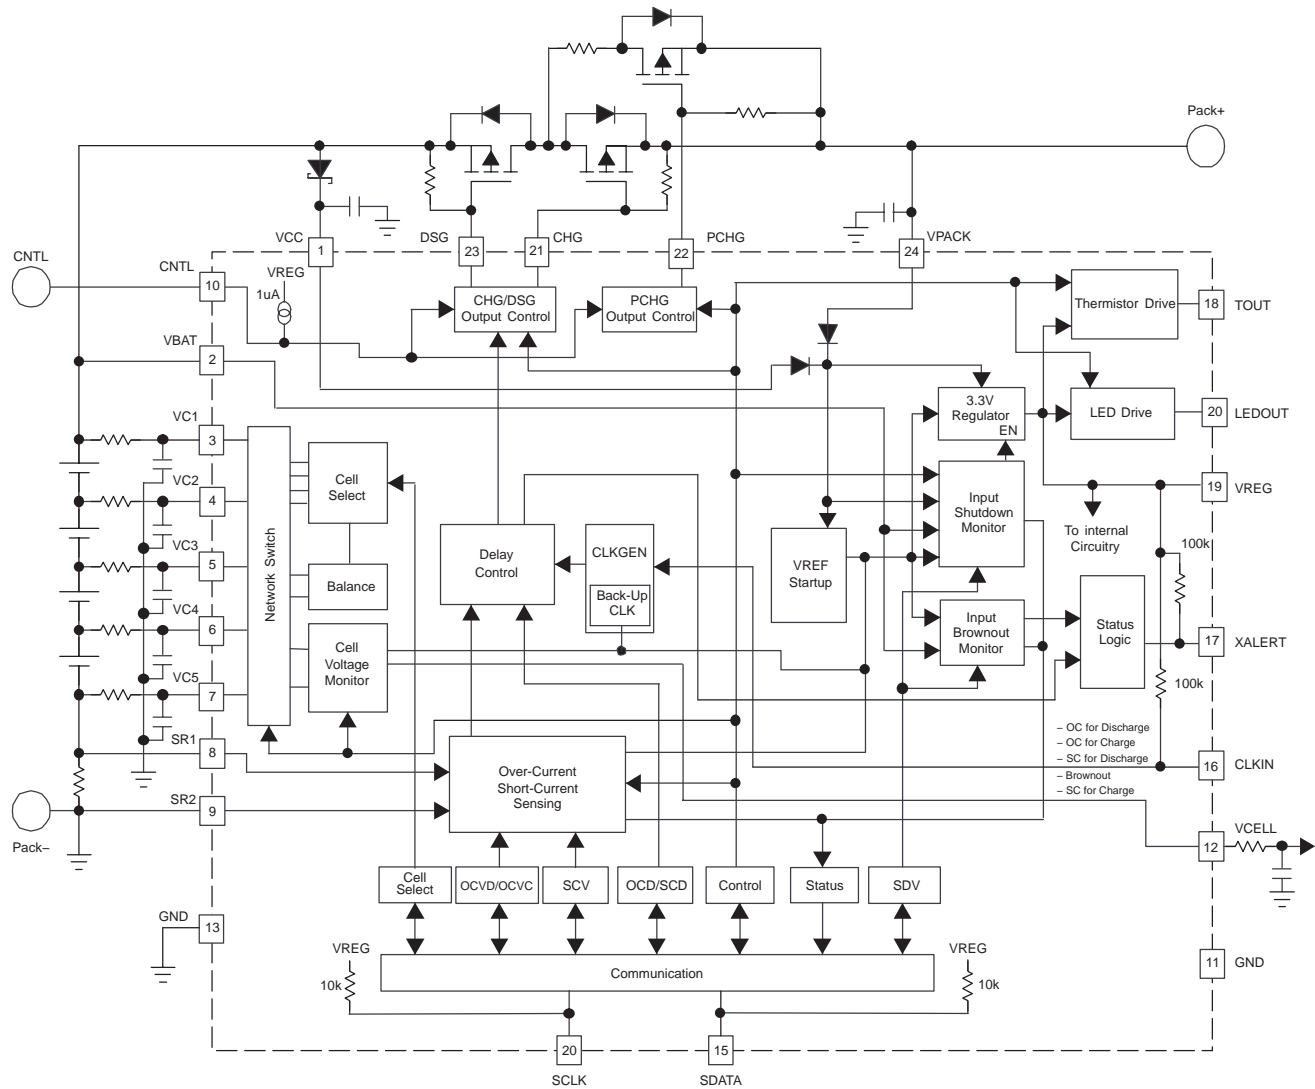 Pack+
VCC
DSG
CHG
PCHG
VPACK
1
23
21
22
24
CNTL
CNTL
10
VREG
1uA
CHG/DSG
Output Control
PCHG
Output Control
Thermistor Drive
18
TOUT
VBAT
2
3.3V
Regulator
EN
LED Drive
20
LEDOUT
VC1
3
VC2
4
VC3
5
VC4
6
VC5
7
Network Switch
Cell
Select
Balance
Cell
Voltage
Monitor
Delay
Control
CLKGEN
Back-Up
CLK
VREF
Startup
Input
Shutdown
Monitor
Input
Brownout
Monitor
19
VREG
To internal
Circuitry
100k
Status
Logic
17
XALERT
100k
SR1
8
SR2
9
Pack–
Over-Current
Short-Current
Sensing
– OC for Discharge
– OC for Charge
– SC for Discharge
– Brownout
– SC for Charge
16
CLKIN
VCELL
12
Cell
Select
OCVD/OCVC
SCV
OCD/SCD
Control
Status
SDV
GND
13
VREG
10k
Communication
VREG
10k
11
GND
20
SCLK
15
SDATA